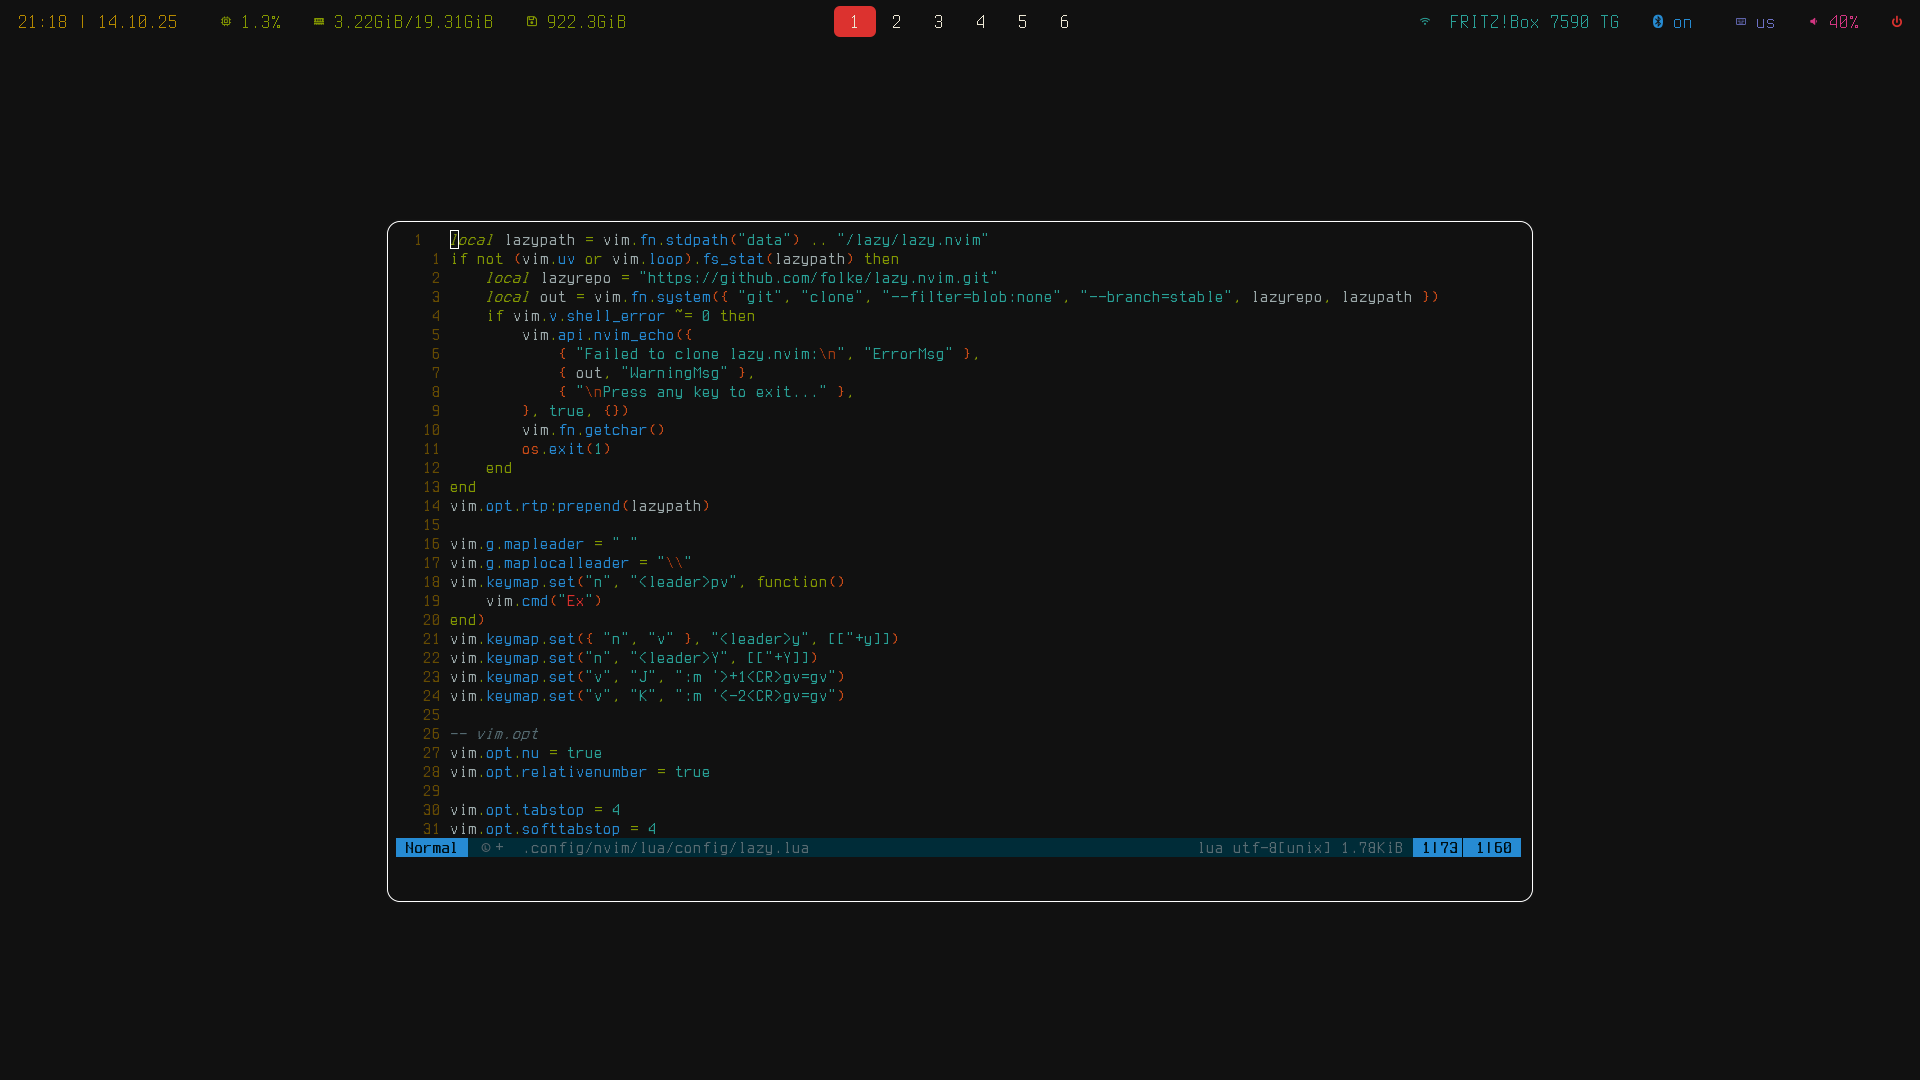 21:18 | 14.10.25 1.3% 3.22GiB/19.31GiB 922.3GiB 1 2 3 4 5 6 FRITZ!Box 7590 TG on us 40%
1 local lazypath = vim.fn.stdpath("data") .. "/lazy/lazy.nvim"
1 if not (vim.uv or vim.loop).fs_stat(lazypath) then
2 local lazyrepo = "https://github.com/folke/lazy.nvim.git"
3 local out = vim.fn.system({ "git", "clone", "--filter=blob:none", "--branch=stable", lazyrepo, lazypath })
4 if vim.v.shell_error ~= 0 then
5 vim.api.nvim_echo({
6 { "Failed to clone lazy.nvim:\n", "ErrorMsg" },
7 { out, "WarningMsg" },
8 { "\nPress any key to exit..." },
9 }, true, {})
10 vim.fn.getchar()
11 os.exit(1)
12 end
13 end
14 vim.opt.rtp:prepend(lazypath)
15
16 vim.g.mapleader = " "
17 vim.g.maplocalleader = "\\"
18 vim.keymap.set("n", "<leader>pv", function()
19 vim.cmd("Ex")
20 end)
21 vim.keymap.set({ "n", "v" }, "<leader>y", [["+y]])
22 vim.keymap.set("n", "<leader>Y", [["+Y]])
23 vim.keymap.set("v", "J", ":m '>+1<CR>gv=gv")
24 vim.keymap.set("v", "K", ":m '<-2<CR>gv=gv")
25
26 -- vim.opt
27 vim.opt.nu = true
28 vim.opt.relativenumber = true
29
30 vim.opt.tabstop = 4
31 vim.opt.softtabstop = 4
Normal + .config/nvim/lua/config/lazy.lua lua utf-8[unix] 1.78KiB 1|73 1|60